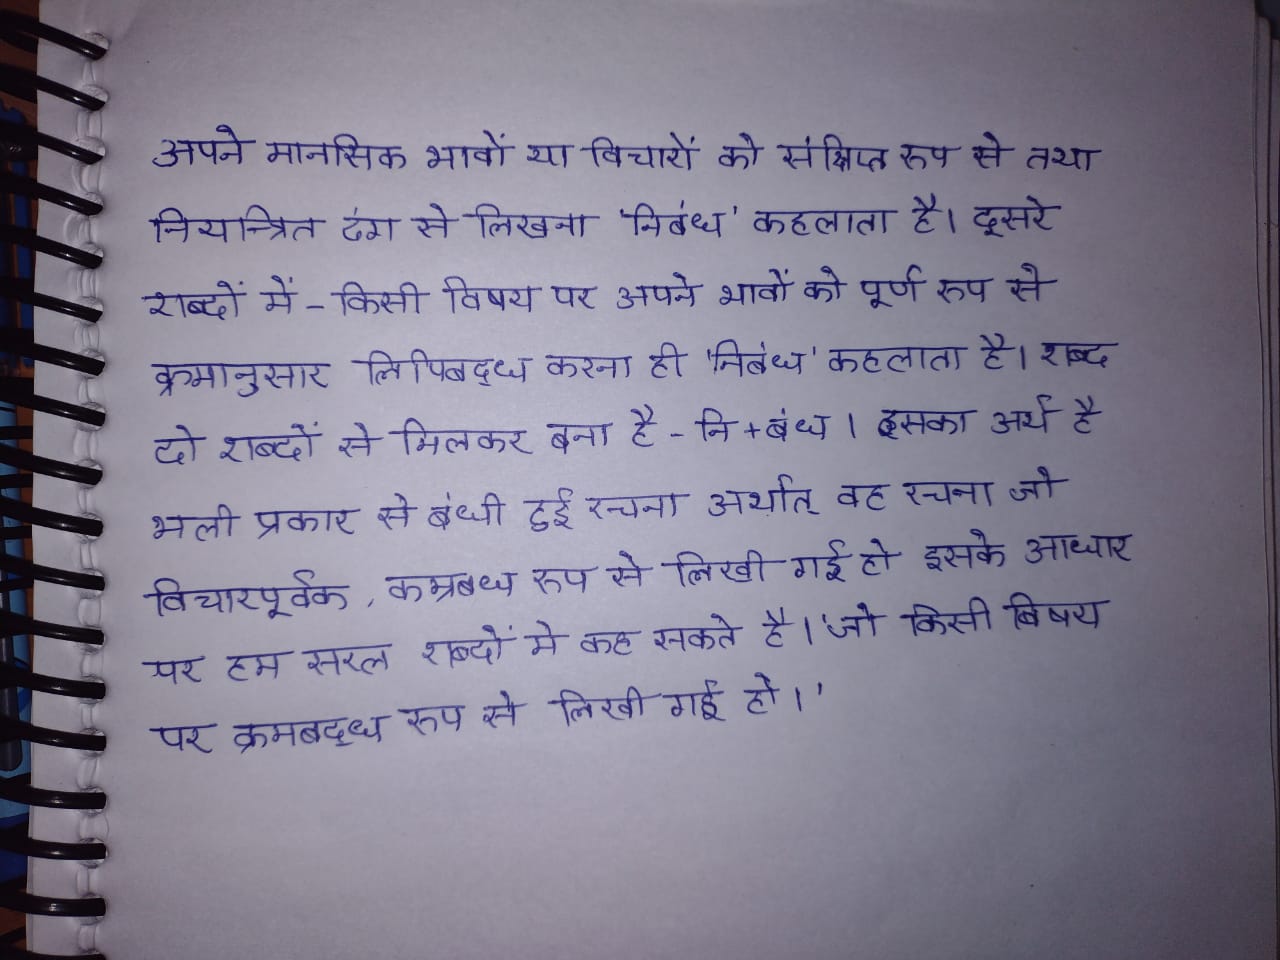 अपने मानसिक भावों या विचारों को संक्षिप्त रुप से तथा
नियन्त्रित ढंग से लिखना 'निबंध' कहलाता है। दूसरे
शब्दों में - किसी विषय पर अपने भावों को पूर्ण रुप से
क्रमानुसार लिपिबद्ध करना ही 'निबंध' कहलाता है। शब्द
दो शब्दों से मिलकर बना है - नि + बंध । इसका अर्थ है
भली प्रकार से बंधी हुई रचना अर्थात् वह रचना जो
विचारपूर्वक , कम्रबध रुप से लिखी गई हो इसके आधार
पर हम सरल शब्दों मे कह सकते है। 'जो किसी बिषय
पर क्रमबद्ध रुप से लिखी गई हो।'